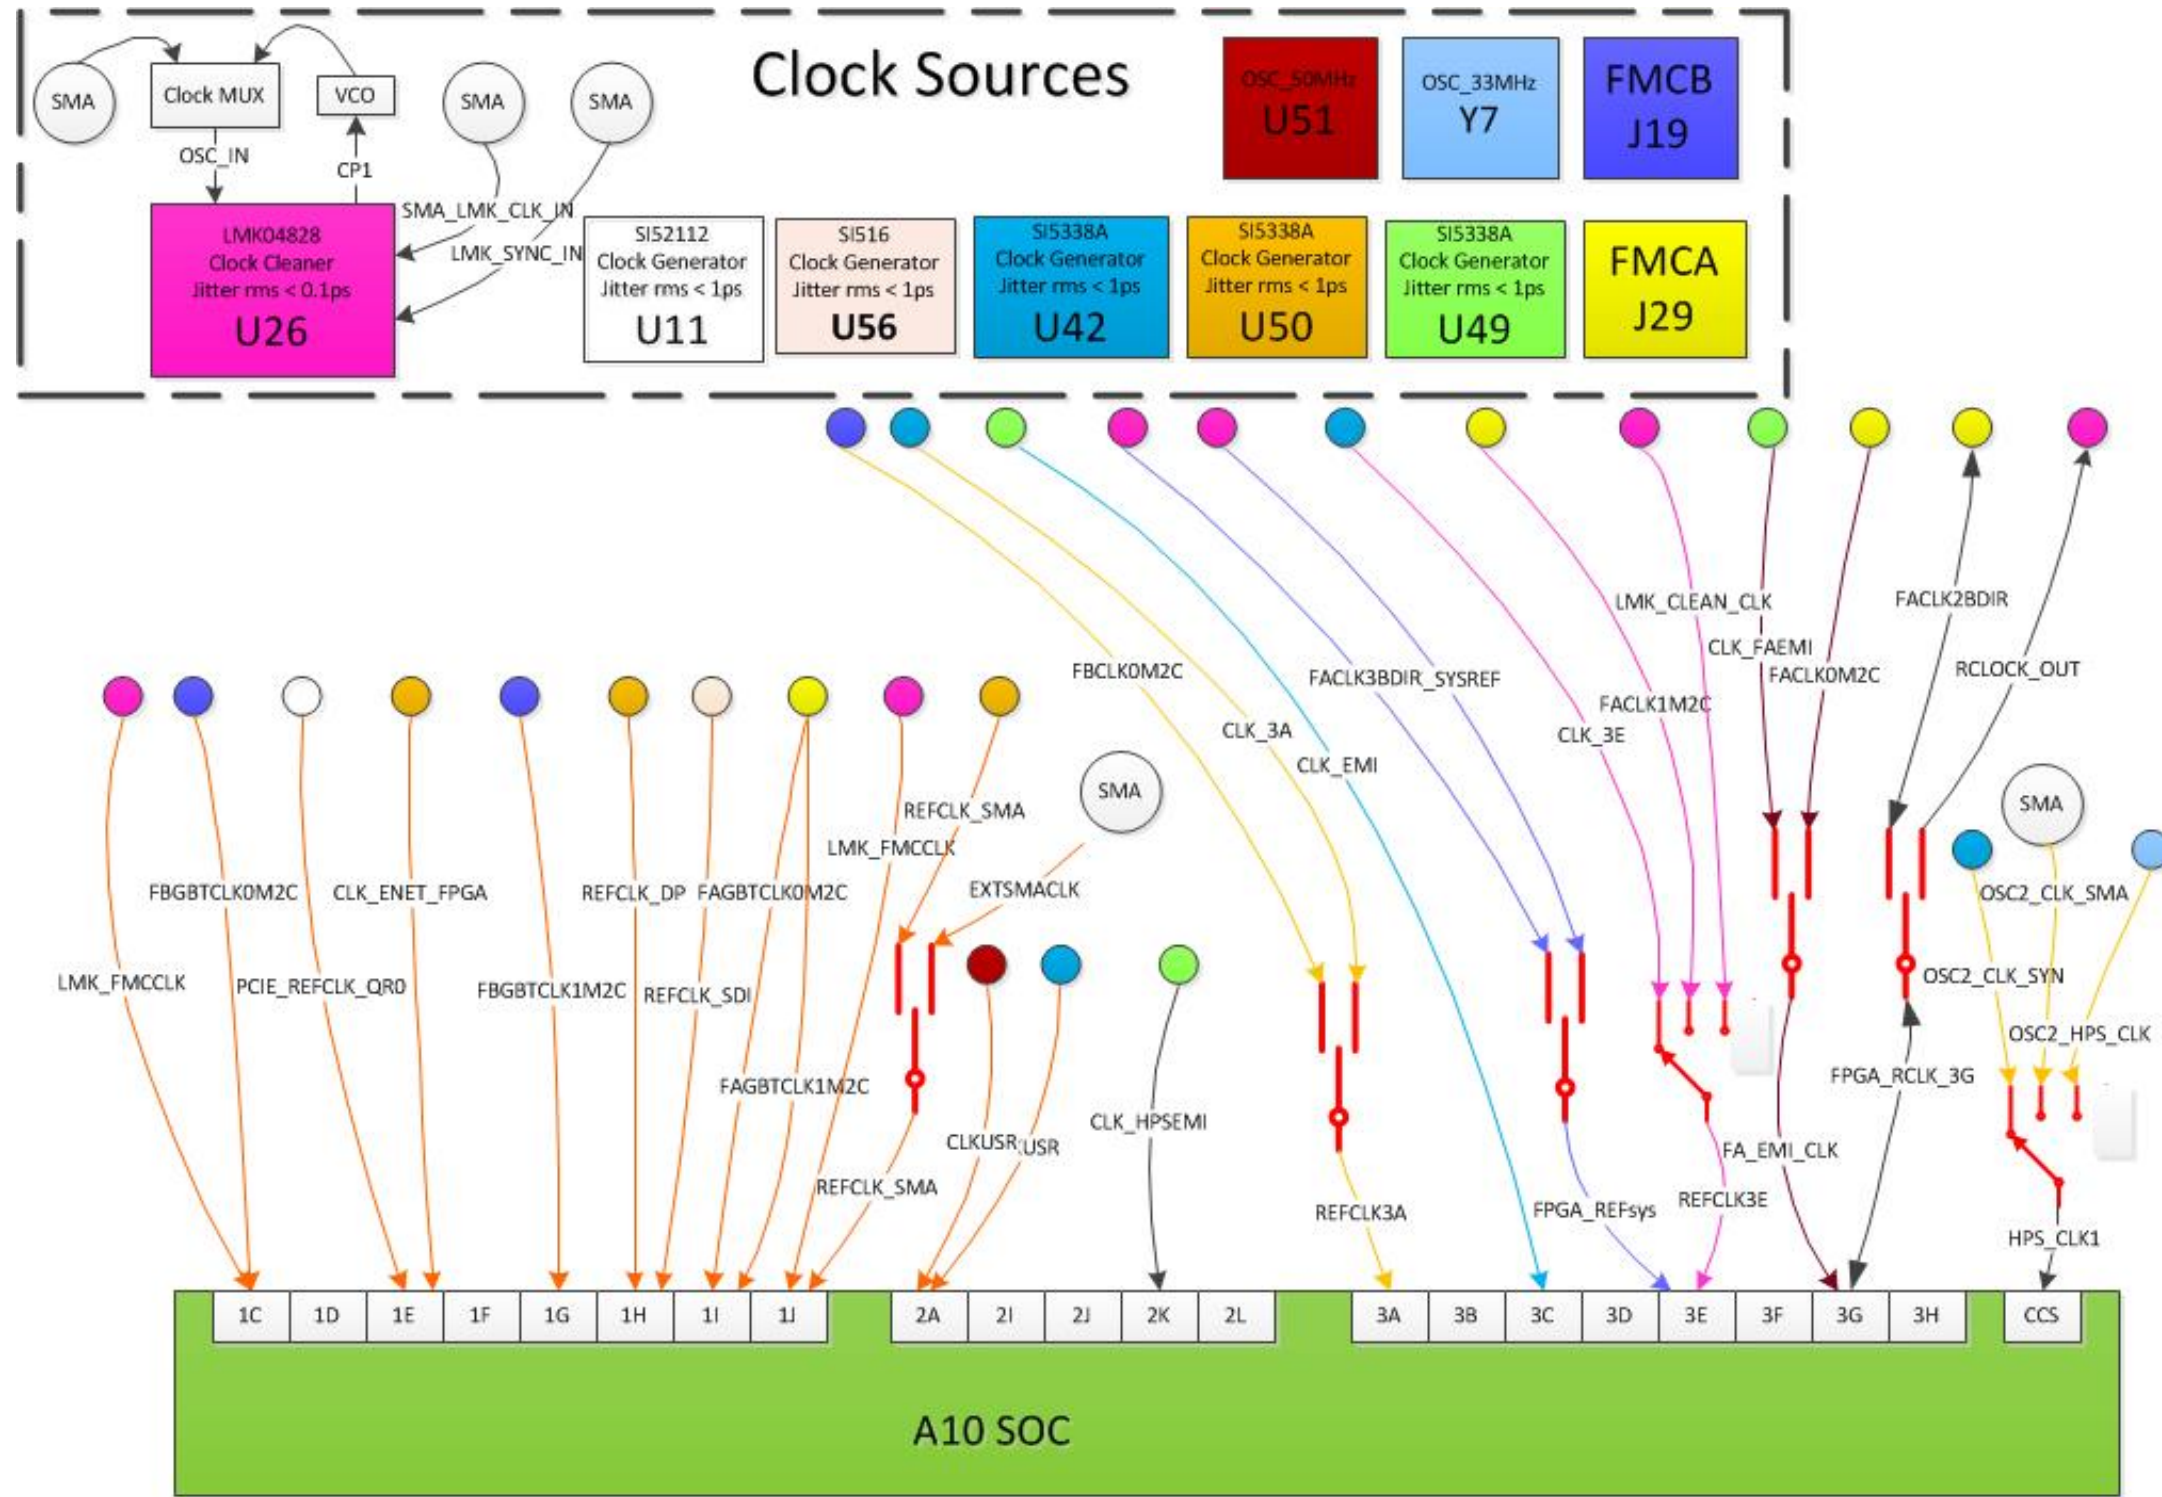 Clock Sources
SMA
Clock MUX
VCO
SMA
SMA
OSC_IN
CP1
SMA_LMK_CLK_IN
LMK_SYNC_IN
OSC_50MHz
U51
OSC_33MHz
Y7
FMCB
J19
LMK04828
Clock Cleaner
Jitter rms < 0.1ps
U26
SI52112
Clock Generator
Jitter rms < 1ps
U11
SI516
Clock Generator
Jitter rms < 1ps
U56
SI5338A
Clock Generator
Jitter rms < 1ps
U42
SI5338A
Clock Generator
Jitter rms < 1ps
U50
SI5338A
Clock Generator
Jitter rms < 1ps
U49
FMCA
J29
LMK_CLEAN_CLK
FACLK2BDIR
CLK_FAEMI
FBCLK0M2C
FACLK3BDIR_SYSREF
FACLK0M2C
RCLOCK_OUT
FACLK1M2C
CLK_3A
CLK_3E
CLK_EMI
SMA
SMA
REFCLK_SMA
LMK_FMCCLK
FBGBTCLK0M2C
CLK_ENET_FPGA
REFCLK_DP
FAGBTCLK0M2C
EXTSMACLK
OSC2_CLK_SMA
LMK_FMCCLK
PCIE_REFCLK_QR0
FBGBTCLK1M2C
REFCLK_SDI
OSC2_CLK_SYN
OSC2_HPS_CLK
FAGBTCLK1M2C
FPGA_RCLK_3G
CLK_HPSEMI
CLKUSR
USR
FA_EMI_CLK
REFCLK_SMA
REFCLK3A
FPGA_REFsys
REFCLK3E
HPS_CLK1
1C
1D
1E
1F
1G
1H
1I
1J
2A
2I
2J
2K
2L
3A
3B
3C
3D
3E
3F
3G
3H
CCS
A10 SOC